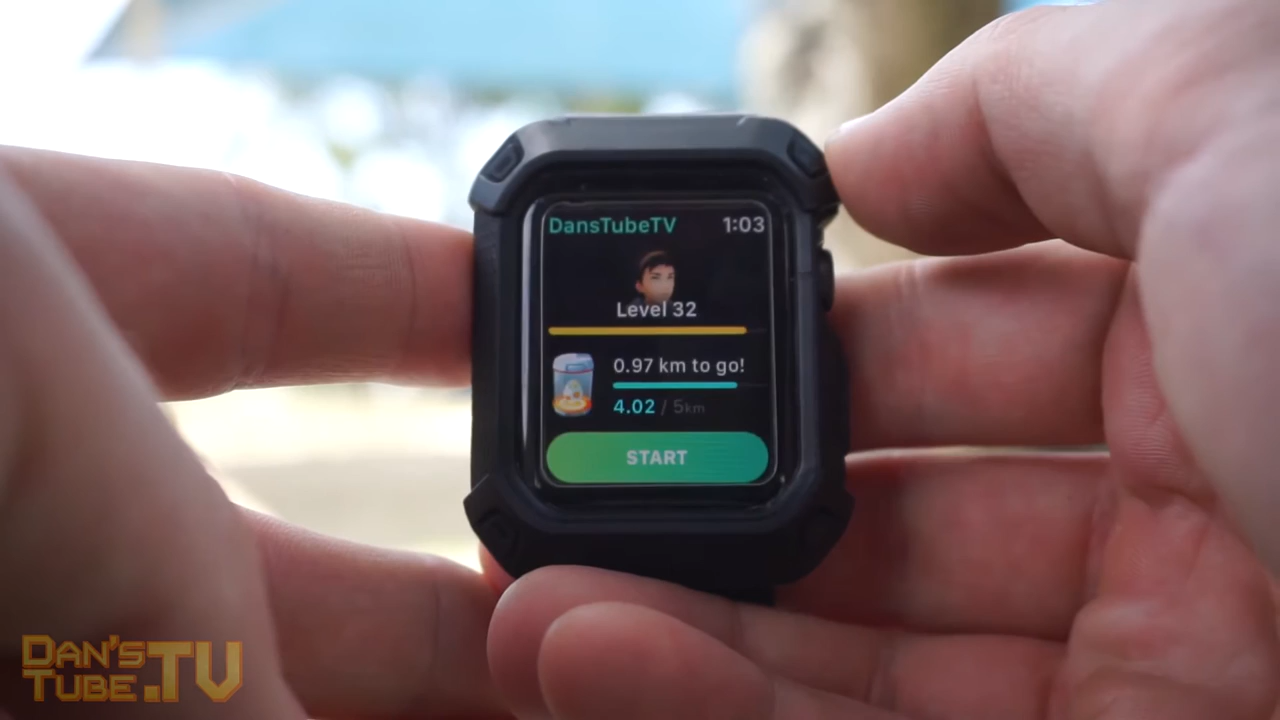 DansTubeTV 1:03
Level 32
0.97 km to go!
4.02 / 5km
START
DAN'S
TUBE.TV